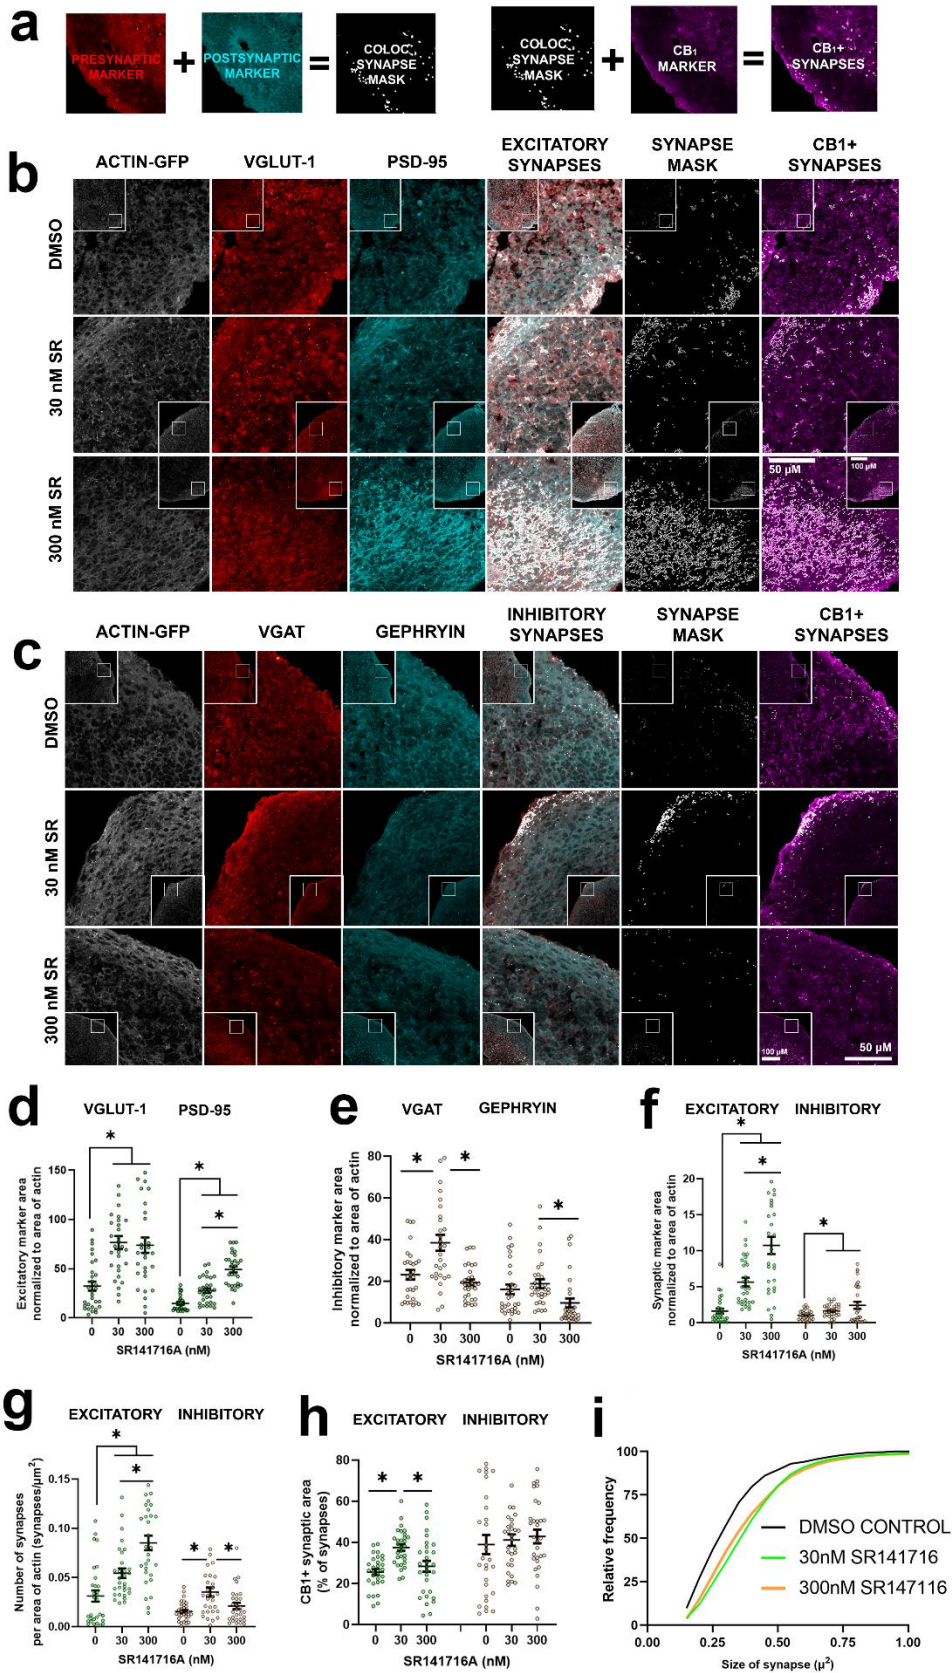 a
PRESYNAPTIC
MARKER
+
POSTSYNAPTIC
MARKER
=
COLOC
SYNAPSE
MASK
COLOC
SYNAPSE
MASK
+
CB1
MARKER
=
CB1+
SYNAPSES
b
ACTIN-GFP
VGLUT-1
PSD-95
EXCITATORY
SYNAPSES
SYNAPSE
MASK
CB1+
SYNAPSES
DMSO
30 nM SR
300 nM SR
50 µM
100 µM
c
ACTIN-GFP
VGAT
GEPHRYIN
INHIBITORY
SYNAPSES
SYNAPSE
MASK
CB1+
SYNAPSES
DMSO
30 nM SR
300 nM SR
100 µM
50 µM
d
VGLUT-1
PSD-95
Excitatory marker area
normalized to area of actin
150
100
50
0
*
*
*
0
30
300
0
30
300
SR141716A (nM)
e
VGAT
GEPHRYIN
Inhibitory marker area
normalized to area of actin
80
60
40
20
0
*
*
*
0
30
300
0
30
300
SR141716A (nM)
f
EXCITATORY
INHIBITORY
Synaptic marker area
normalized to area of actin
20
15
10
5
0
*
*
*
0
30
300
0
30
300
SR141716A (nM)
g
EXCITATORY
INHIBITORY
Number of synapses
per area of actin (synapses/µm²)
0.15
0.10
0.05
0.00
*
*
*
*
0
30
300
0
30
300
SR141716A (nM)
h
EXCITATORY
INHIBITORY
CB1+ synaptic area
(% of synapses)
80
60
40
20
0
*
*
0
30
300
0
30
300
SR141716A (nM)
i
Relative frequency
100
75
50
25
0
DMSO CONTROL
30nM SR141716
300nM SR147116
0.00
0.25
0.50
0.75
1.00
Size of synapse (µ²)